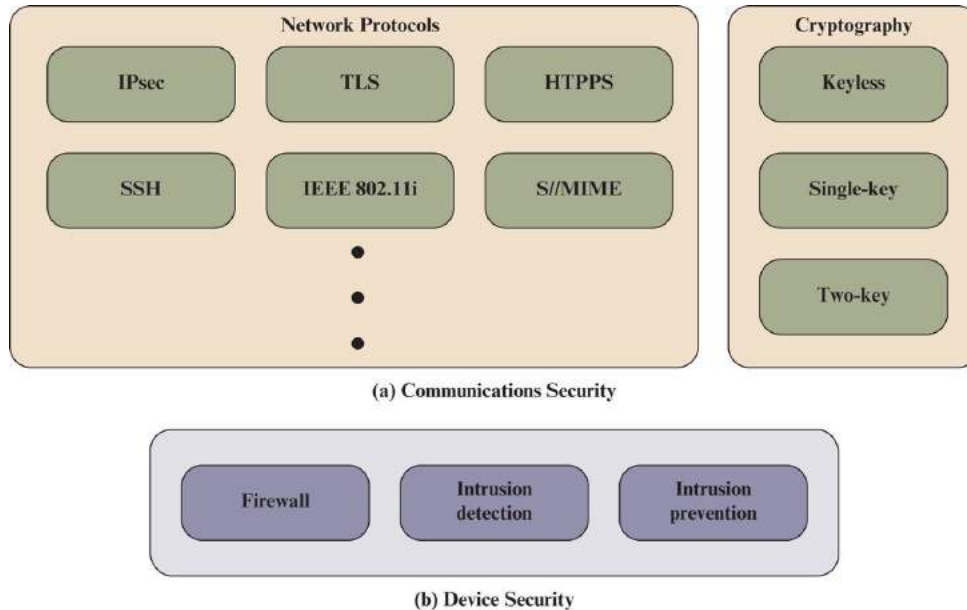 Network Protocols
IPsec
TLS
HTPPS
SSH
IEEE 802.11i
S//MIME
Cryptography
Keyless
Single-key
Two-key
(a) Communications Security
Firewall
Intrusion
detection
Intrusion
prevention
(b) Device Security